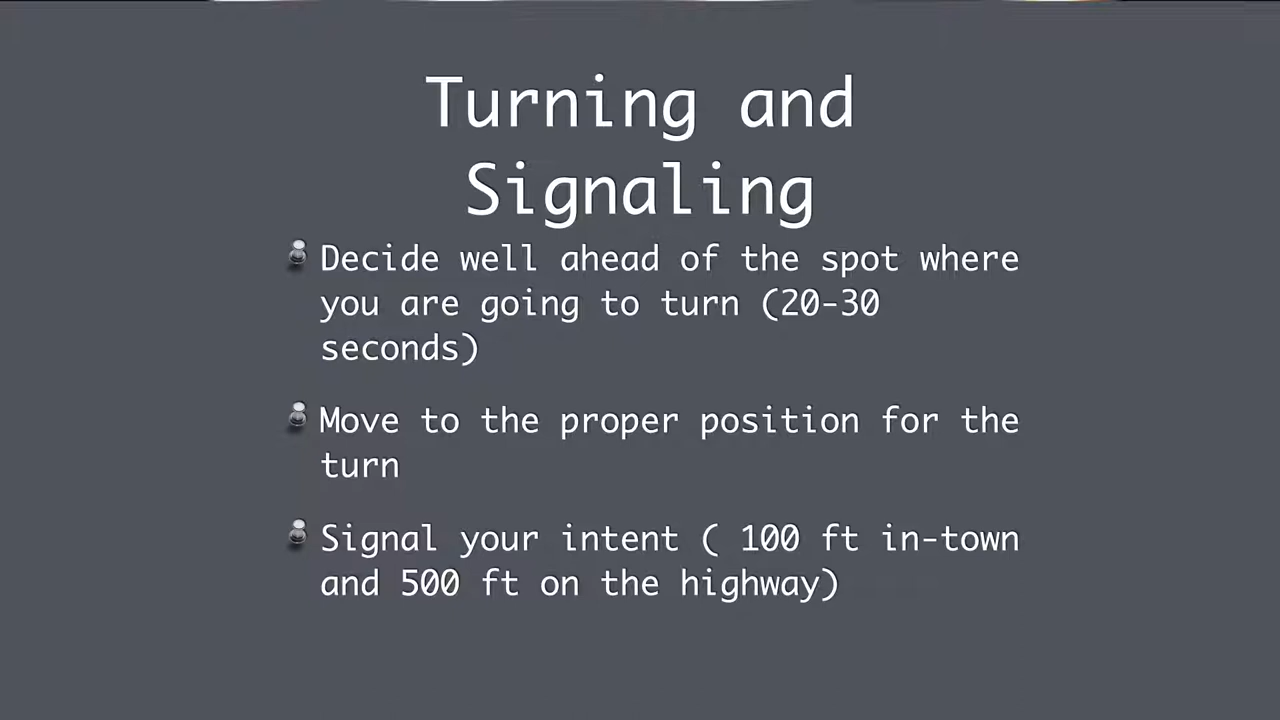 Turning and
Signaling
Decide well ahead of the spot where
you are going to turn (20-30
seconds)
Move to the proper position for the
turn
Signal your intent ( 100 ft in-town
and 500 ft on the highway)